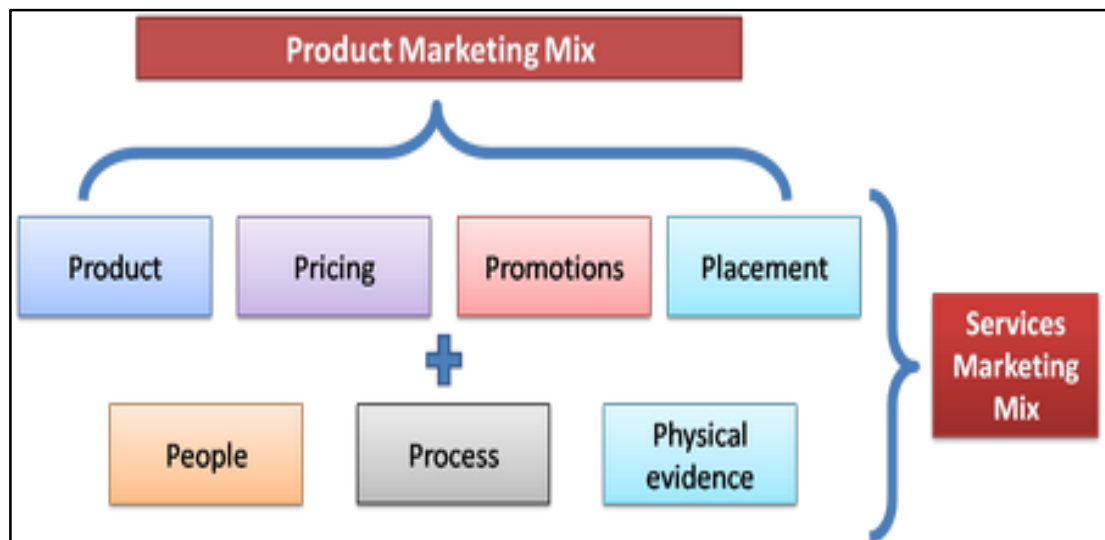 Product Marketing Mix
Product
Pricing
Promotions
Placement
Services
Marketing
Mix
People
Process
Physical
evidence